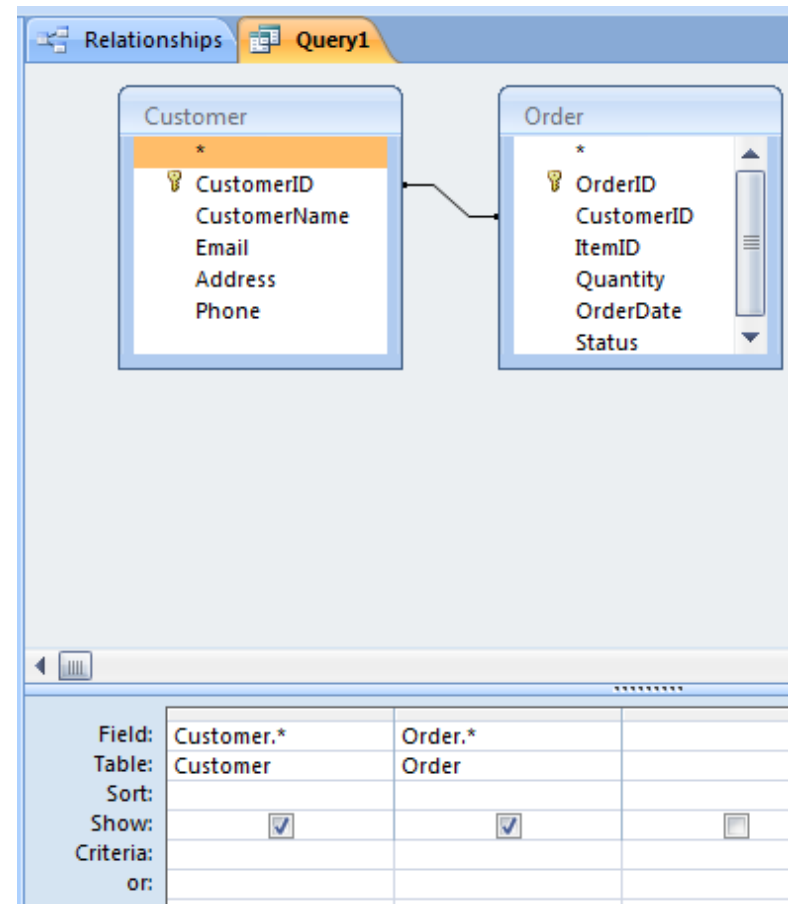 Relationships Query1
Customer
*
CustomerID
CustomerName
Email
Address
Phone
Order
*
OrderID
CustomerID
ItemID
Quantity
OrderDate
Status
Field: Customer.* Order.*
Table: Customer Order
Sort:
Show:
Criteria:
or: